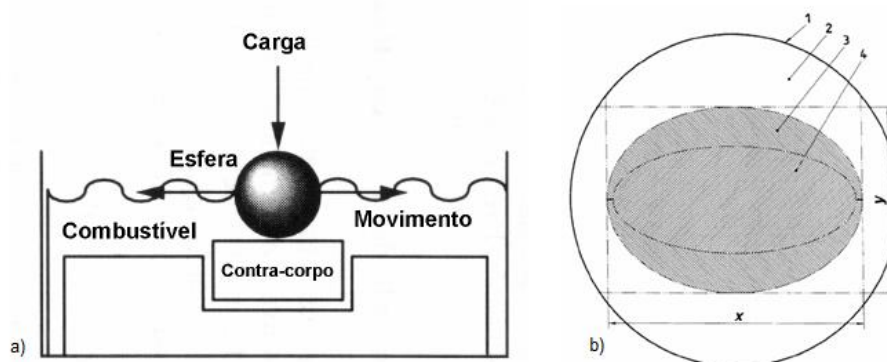 Carga
Esfera
Movimento
Combustível
Contra-corpo
a)
1
2
3
4
y
x
b)